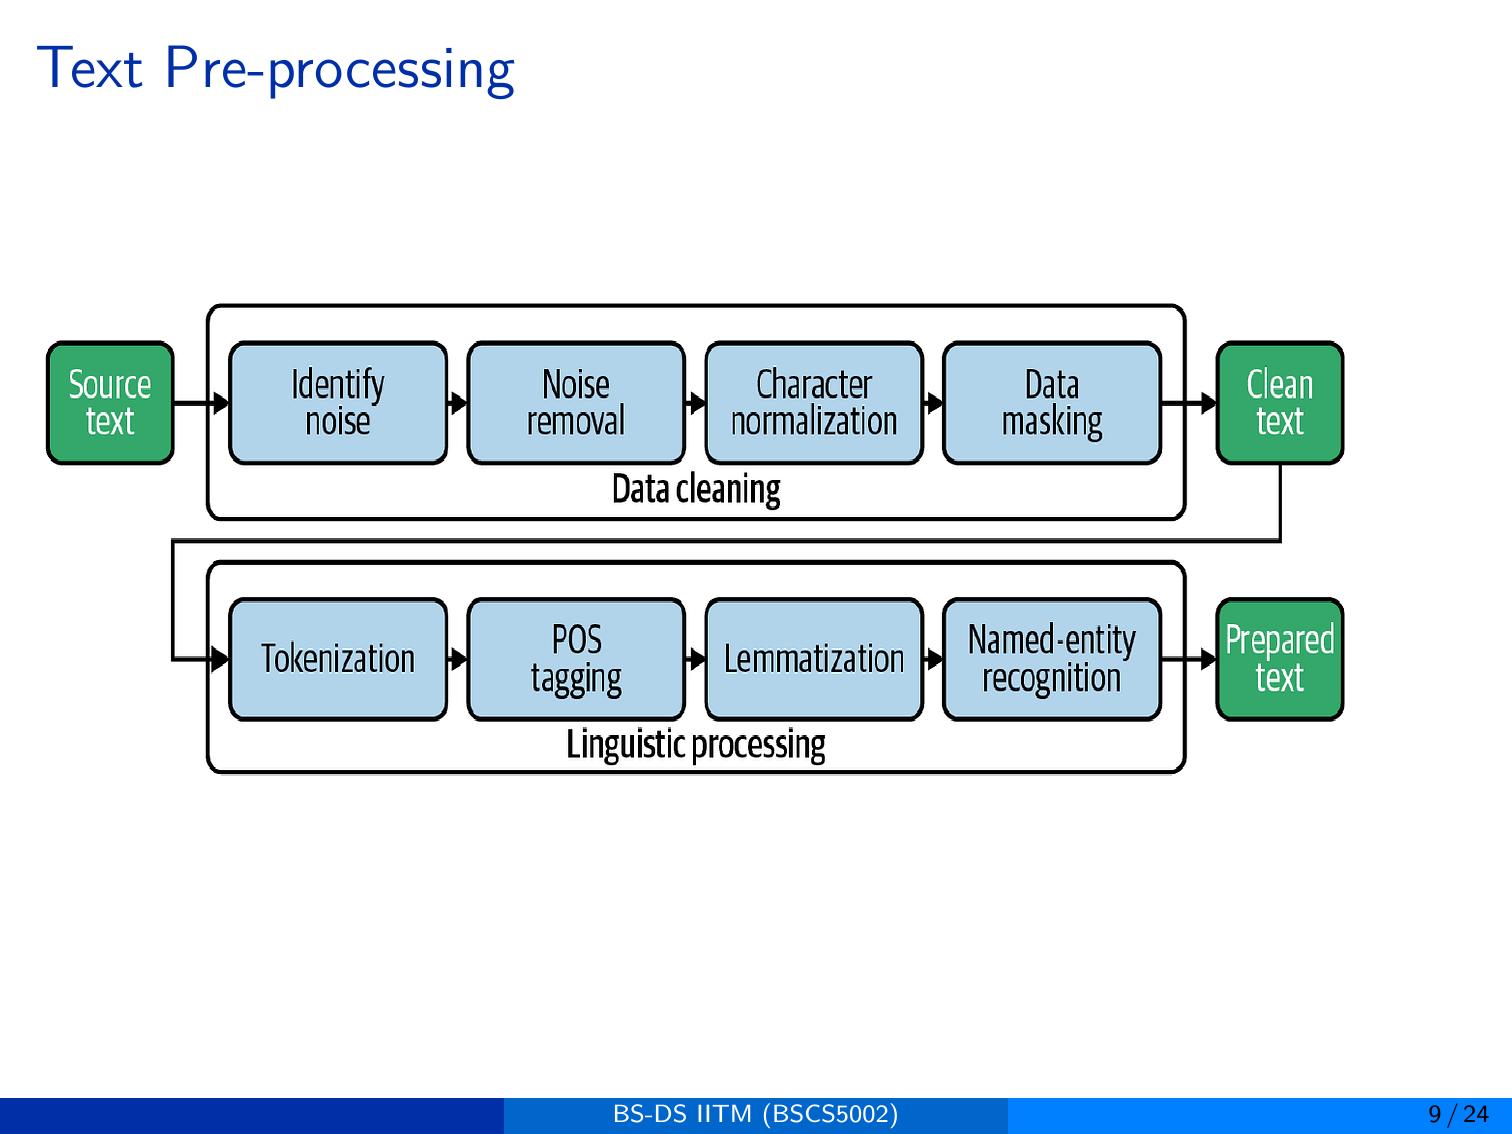 Text Pre-processing
Source
text
Identify
noise
Noise
removal
Character
normalization
Data
masking
Clean
text
Data cleaning
Tokenization
POS
tagging
Lemmatization
Named-entity
recognition
Prepared
text
Linguistic processing
BS-DS IITM (BSCS5002)
9 / 24